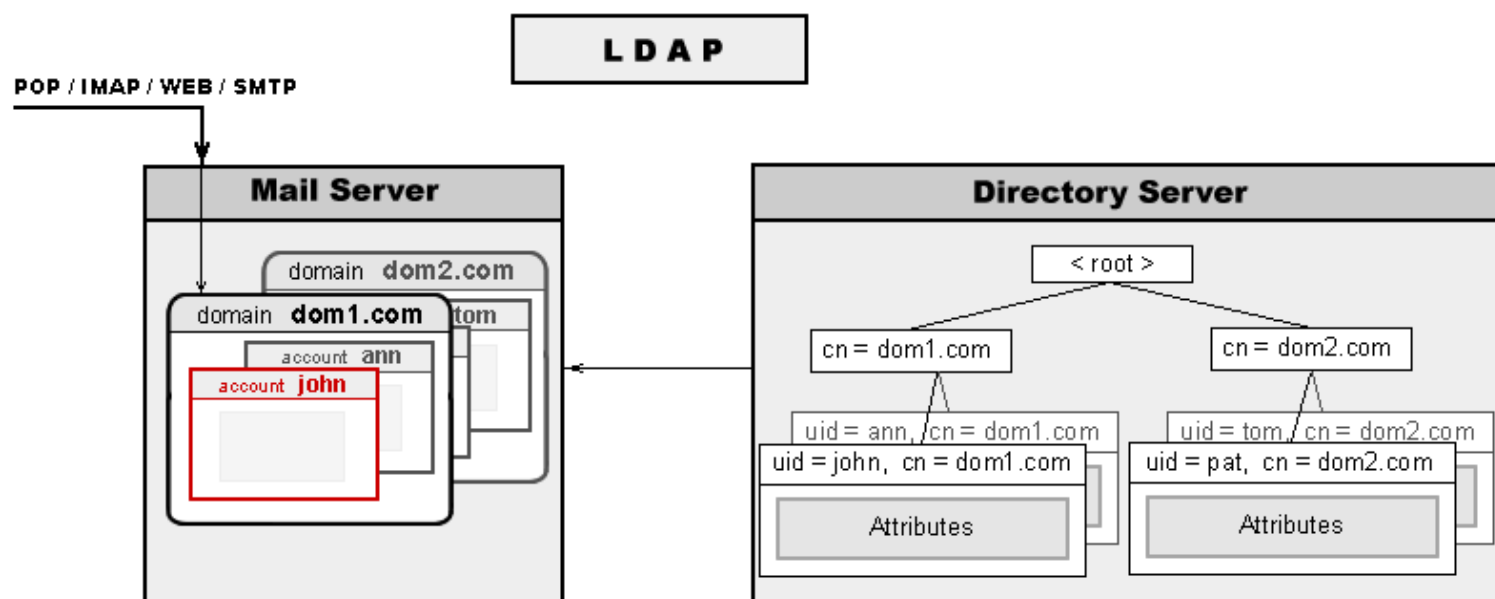 L D A P
POP / IMAP / WEB / SMTP
Mail Server
domain dom2.com
tom
domain dom1.com
account ann
account john
Directory Server
< root >
cn = dom1.com
cn = dom2.com
uid = ann, cn = dom1.com
uid = tom, cn = dom2.com
uid = john, cn = dom1.com
uid = pat, cn = dom2.com
Attributes
Attributes